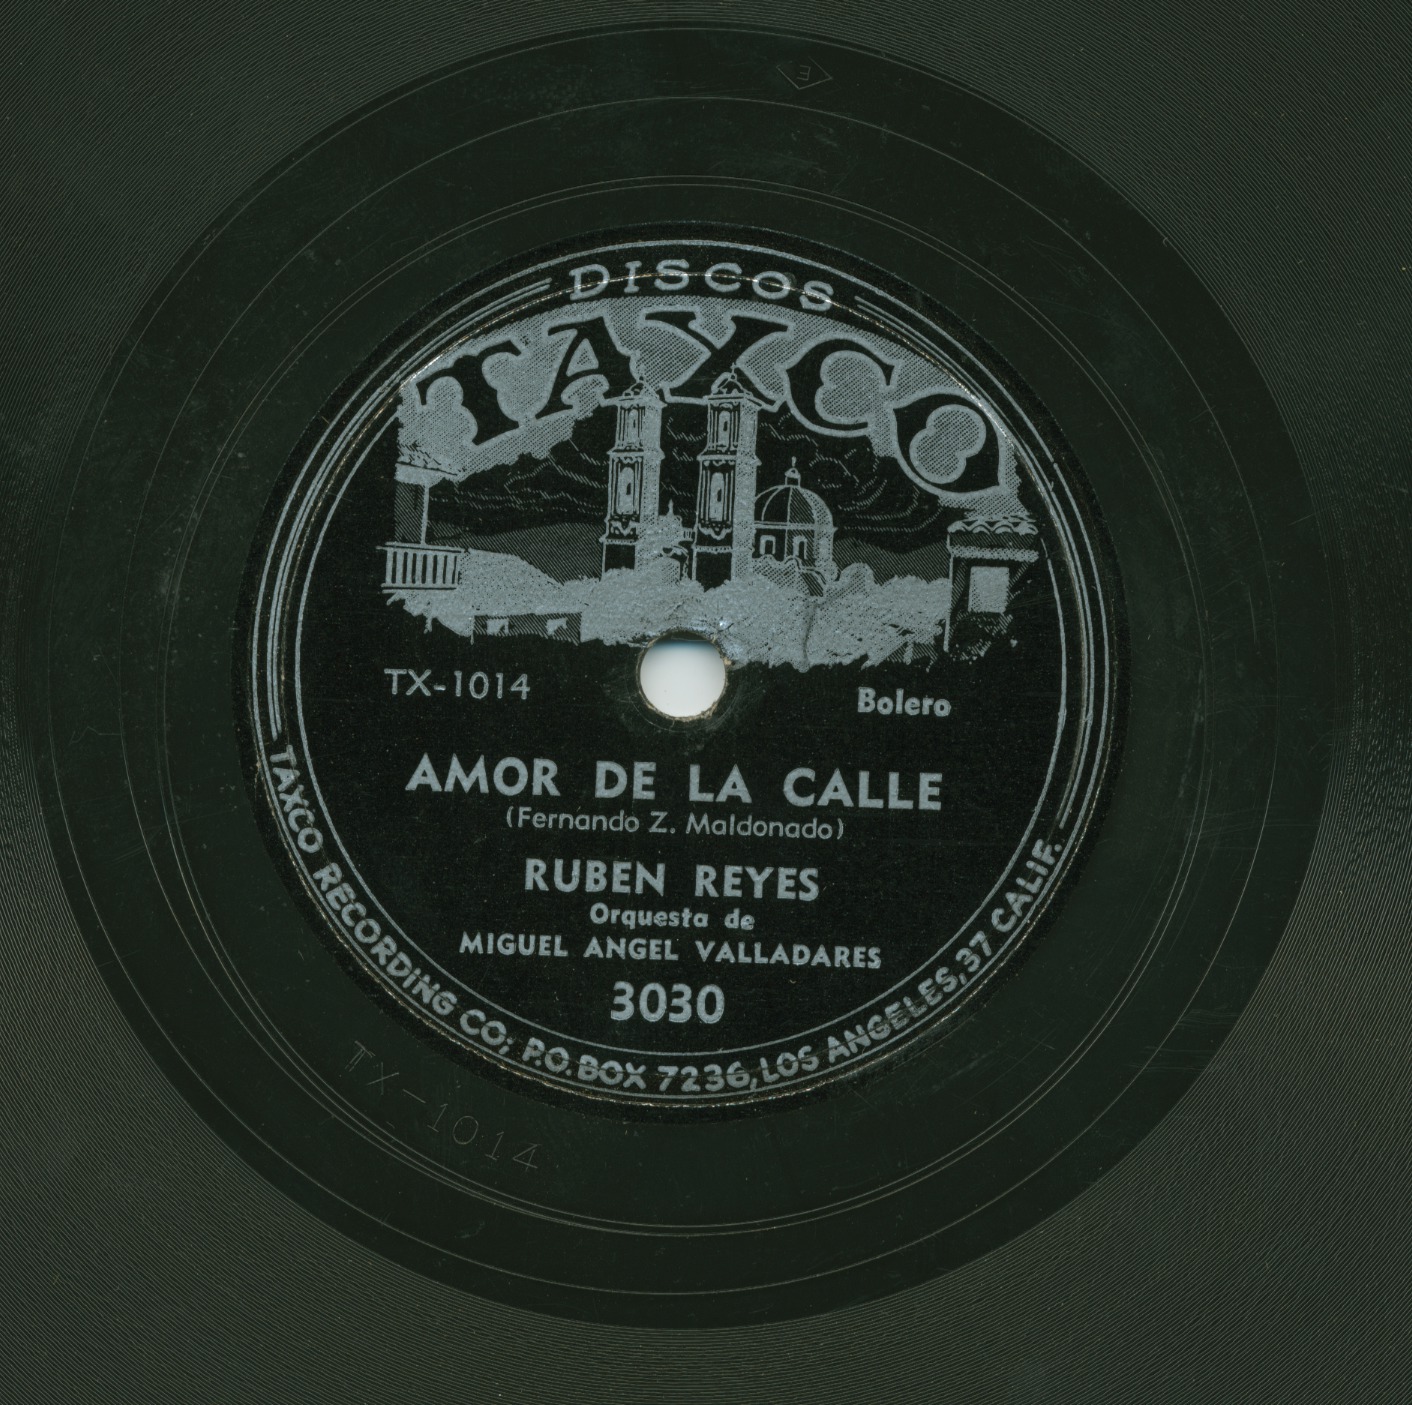 DISCOS
TAXCO
TX-1014
Bolero
AMOR DE LA CALLE
(Fernando Z. Maldonado)
RUBEN REYES
Orquesta de
MIGUEL ANGEL VALLADARES
3030
TAXCO RECORDING CO; P.O. BOX 7236, LOS ANGELES, 37 CALIF.
TX-1014
E